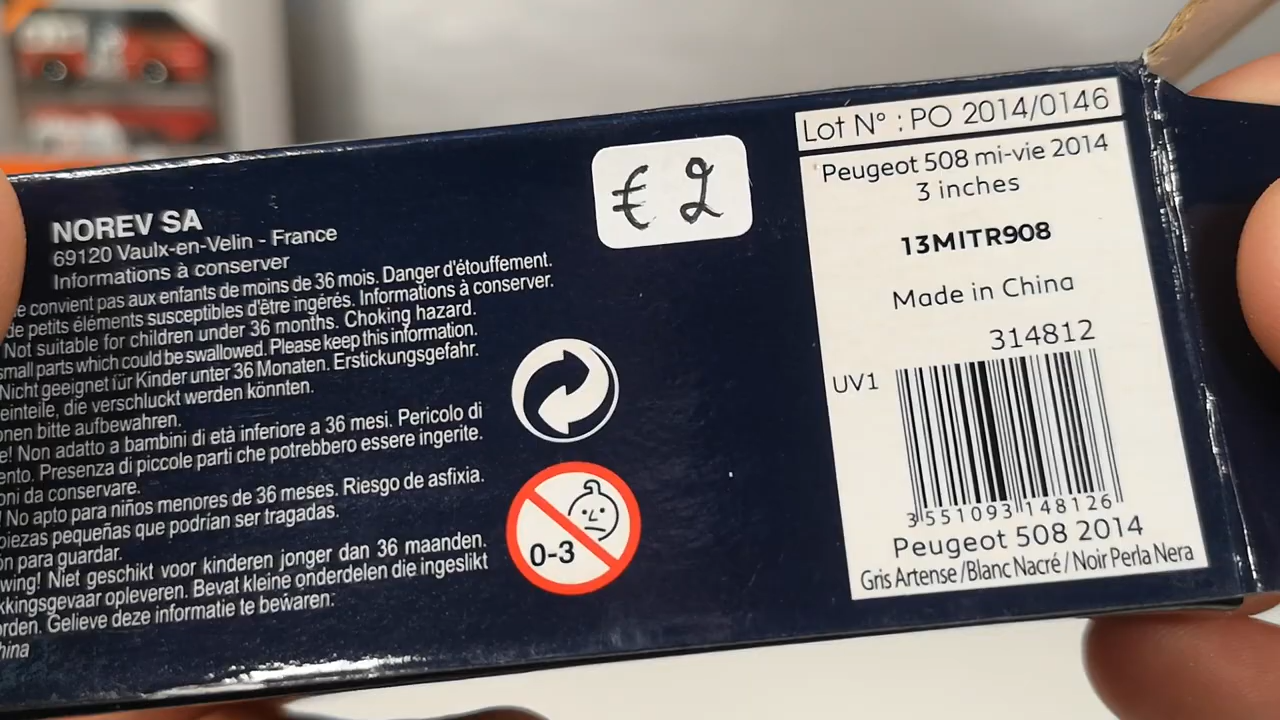 NOREV SA
69120 Vaulx-en-Velin - France
Informations à conserver
e convient pas aux enfants de moins de 36 mois. Danger d'étouffement.
de petits éléments susceptibles d'être ingérés. Informations à conserver.
Not suitable for children under 36 months. Choking hazard.
small parts which could be swallowed. Please keep this information.
Nicht geeignet für Kinder unter 36 Monaten. Erstickungsgefahr.
einteile, die verschluckt werden könnten.
onen bitte aufbewahren.
e! Non adatto a bambini di età inferiore a 36 mesi. Pericolo di
ento. Presenza di piccole parti che potrebbero essere ingerite.
oni da conservare.
! No apto para niños menores de 36 meses. Riesgo de asfixia.
piezas pequeñas que podrían ser tragadas.
ón para guardar.
wing! Niet geschikt voor kinderen jonger dan 36 maanden.
kkingsgevaar opleveren. Bevat kleine onderdelen die ingeslikt
orden. Gelieve deze informatie te bewaren:
hina
€ 2
0-3
Lot N° : PO 2014/0146
Peugeot 508 mi-vie 2014
3 inches
13MITR908
Made in China
314812
UV1
3 551093 148126
Peugeot 508 2014
Gris Artense /Blanc Nacré / Noir Perla Nera